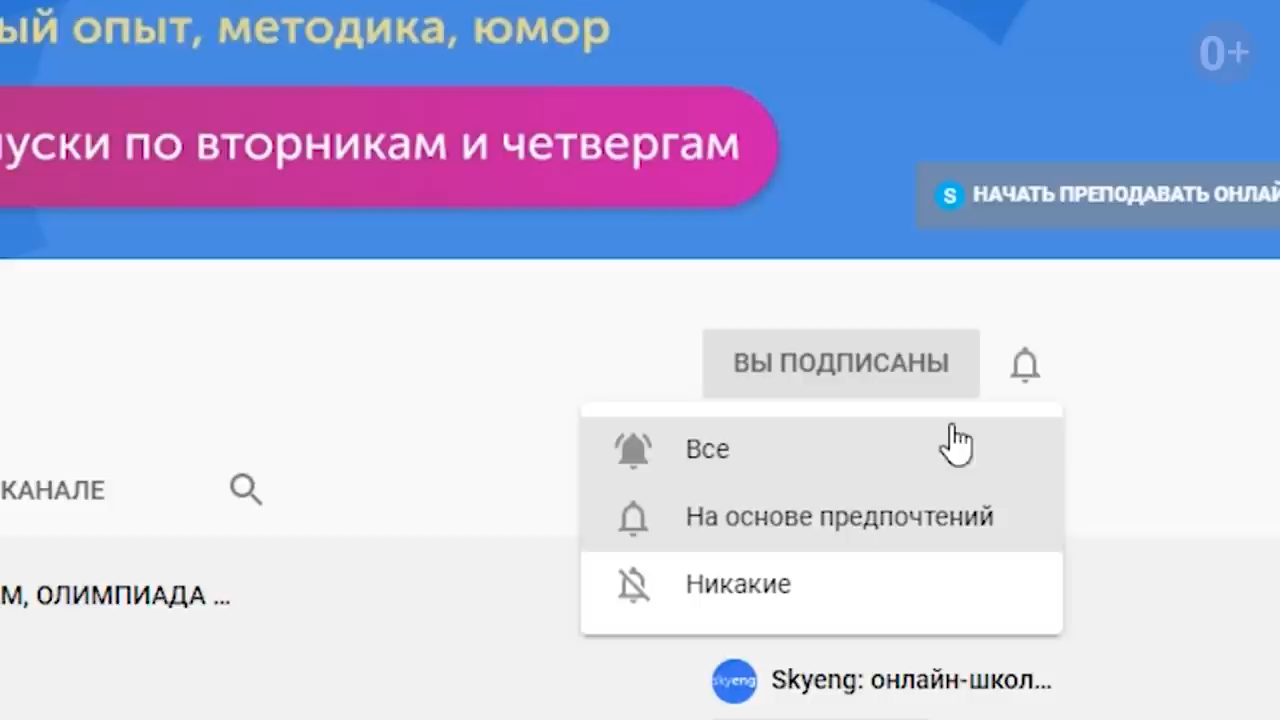 ый опыт, методика, юмор
0+
уски по вторникам и четвергам
S НАЧАТЬ ПРЕПОДАВАТЬ ОНЛАЙ
ВЫ ПОДПИСАНЫ
Все
КАНАЛЕ
На основе предпочтений
Никакие
М, ОЛИМПИАДА ...
skyeng Skyeng: онлайн-школ...